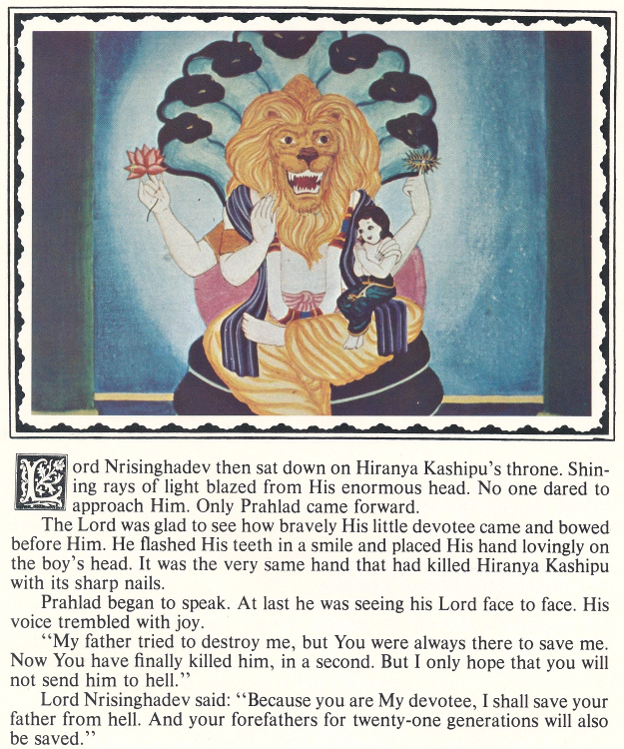 Lord Nrisinghadev then sat down on Hiranya Kashipu's throne. Shin-
ing rays of light blazed from His enormous head. No one dared to
approach Him. Only Prahlad came forward.
The Lord was glad to see how bravely His little devotee came and bowed
before Him. He flashed His teeth in a smile and placed His hand lovingly on
the boy's head. It was the very same hand that had killed Hiranya Kashipu
with its sharp nails.
Prahlad began to speak. At last he was seeing his Lord face to face. His
voice trembled with joy.
"My father tried to destroy me, but You were always there to save me.
Now You have finally killed him, in a second. But I only hope that you will
not send him to hell."
Lord Nrisinghadev said: "Because you are My devotee, I shall save your
father from hell. And your forefathers for twenty-one generations will also
be saved."